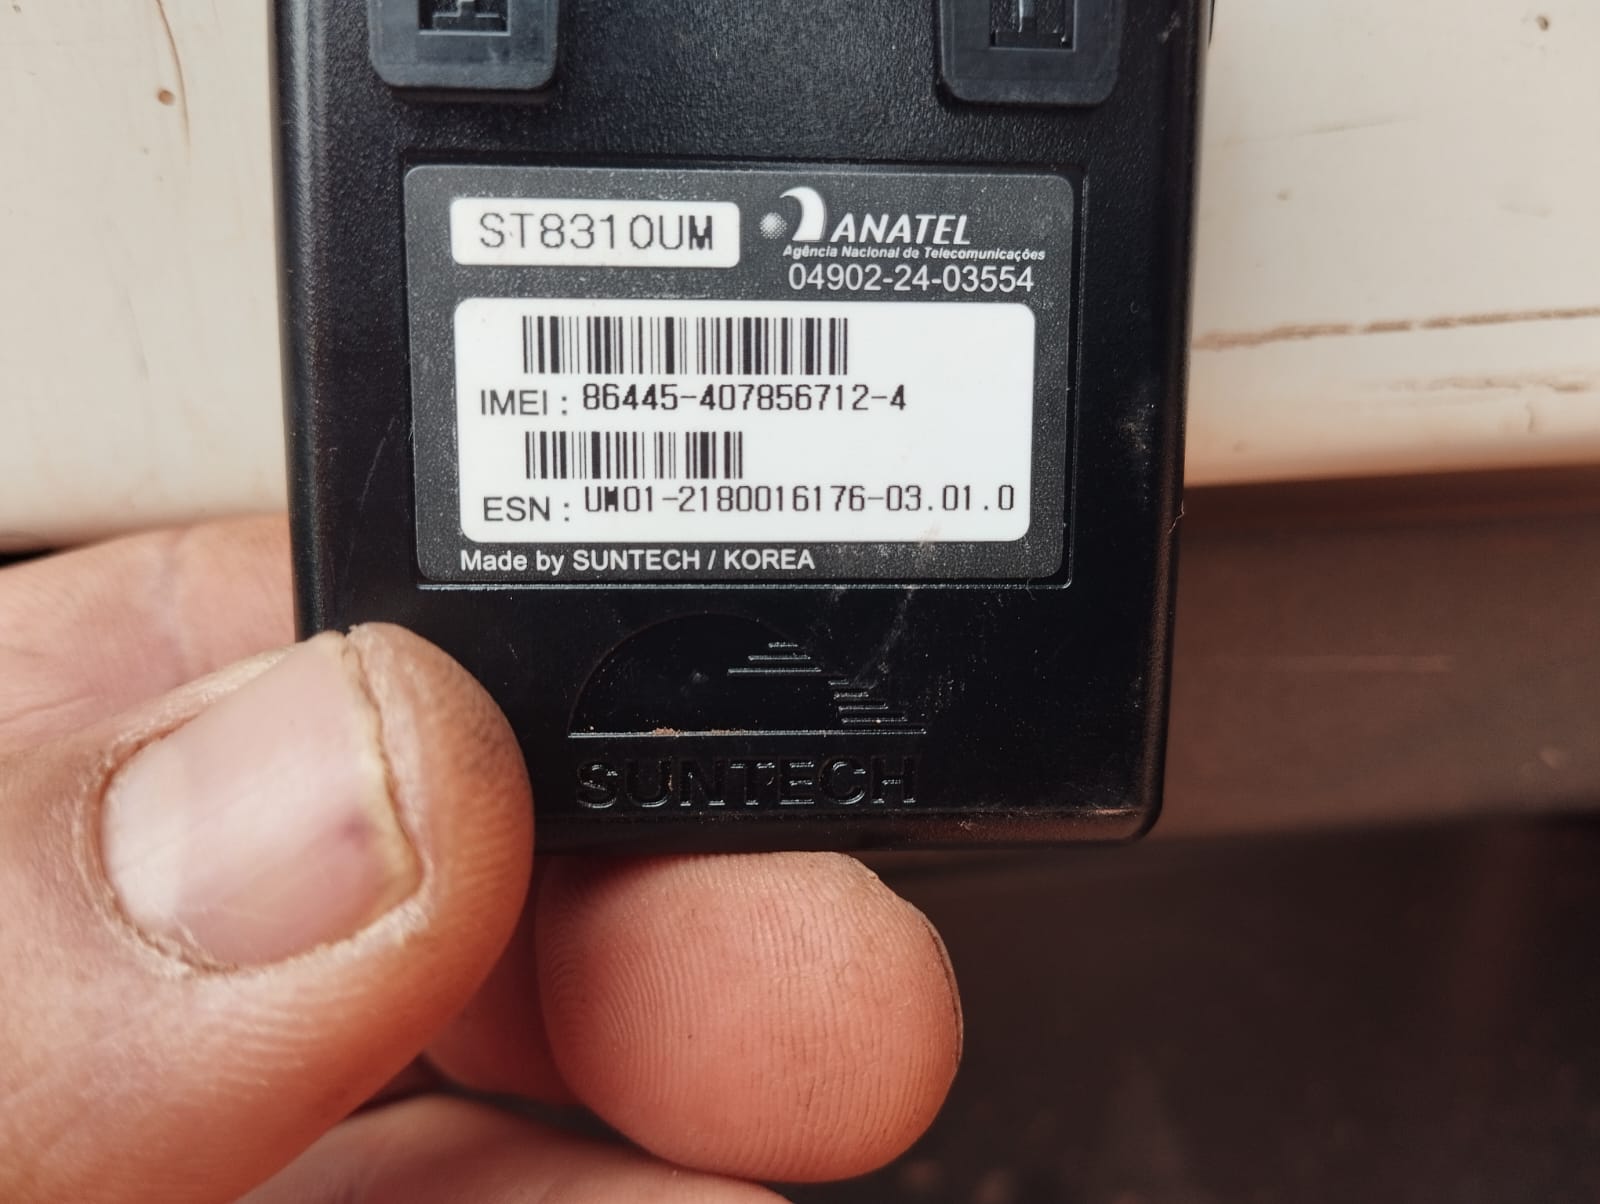 ST8310UM
ANATEL
Agência Nacional de Telecomunicações
04902-24-03554
IMEI : 86445-407856712-4
ESN : UM01-2180016176-03.01.0
Made by SUNTECH / KOREA
SUNTECH